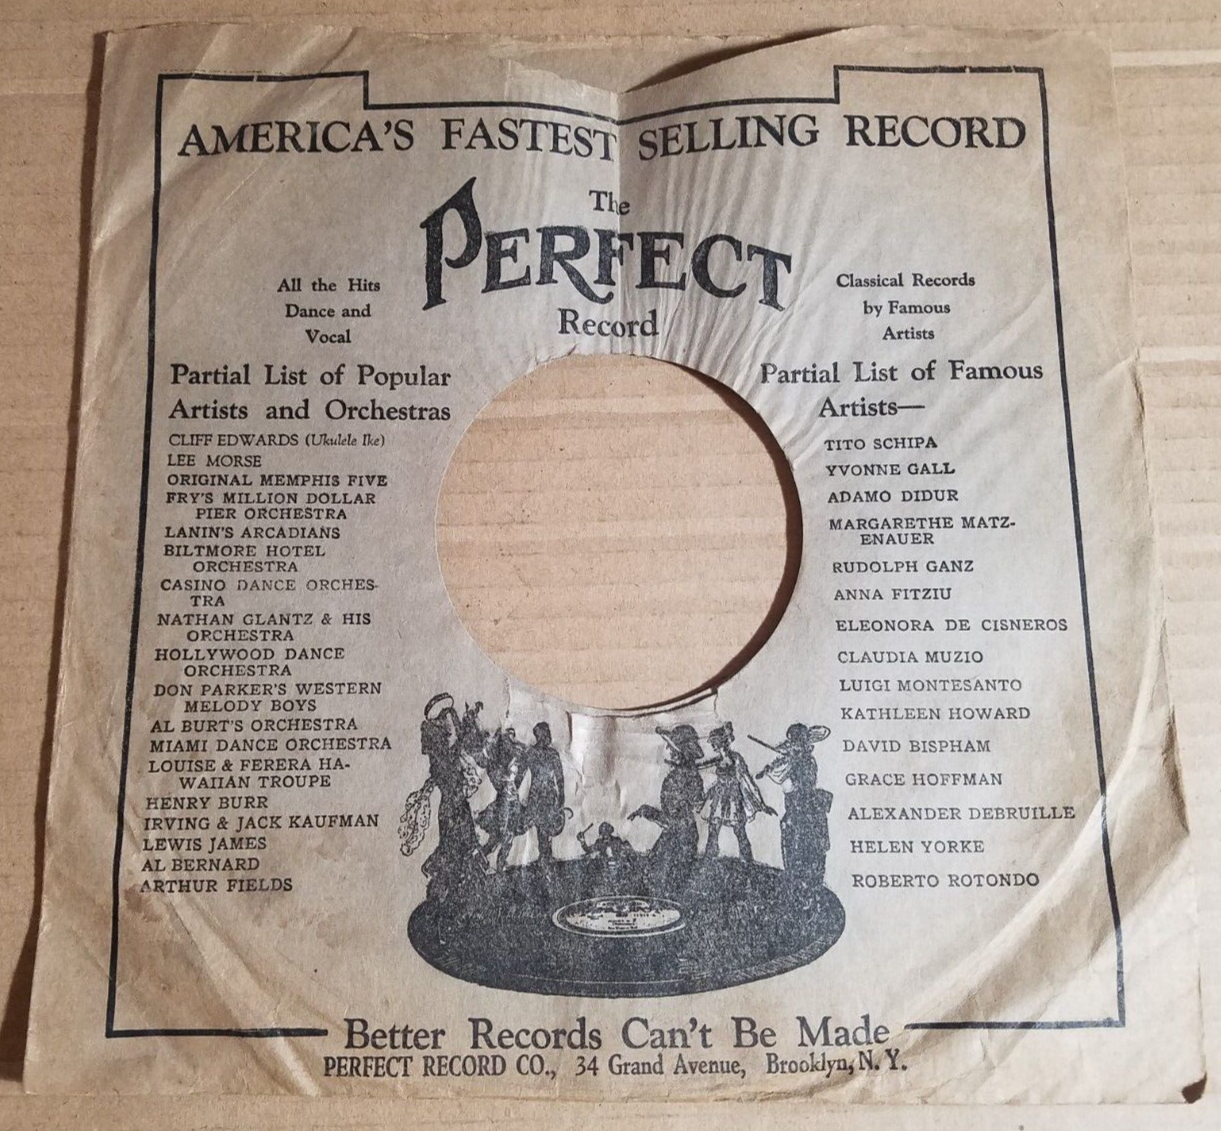 AMERICA'S FASTEST SELLING RECORD
The
PERFECT
Record
All the Hits
Dance and
Vocal
Partial List of Popular
Artists and Orchestras
CLIFF EDWARDS (Ukulele Ike)
LEE MORSE
ORIGINAL MEMPHIS FIVE
FRY'S MILLION DOLLAR
PIER ORCHESTRA
LANIN'S ARCADIANS
BILTMORE HOTEL
ORCHESTRA
CASINO DANCE ORCHES-
TRA
NATHAN GLANTZ & HIS
ORCHESTRA
HOLLYWOOD DANCE
ORCHESTRA
DON PARKER'S WESTERN
MELODY BOYS
AL BURT'S ORCHESTRA
MIAMI DANCE ORCHESTRA
LOUISE & FERERA HA-
WAIIAN TROUPE
HENRY BURR
IRVING & JACK KAUFMAN
LEWIS JAMES
AL BERNARD
ARTHUR FIELDS
Classical Records
by Famous
Artists
Partial List of Famous
Artists—
TITO SCHIPA
YVONNE GALL
ADAMO DIDUR
MARGARETHE MATZ-
ENAUER
RUDOLPH GANZ
ANNA FITZIU
ELEONORA DE CISNEROS
CLAUDIA MUZIO
LUIGI MONTESANTO
KATHLEEN HOWARD
DAVID BISPHAM
GRACE HOFFMAN
ALEXANDER DEBRUILLE
HELEN YORKE
ROBERTO ROTONDO
Better Records Can't Be Made
PERFECT RECORD CO., 34 Grand Avenue, Brooklyn, N. Y.